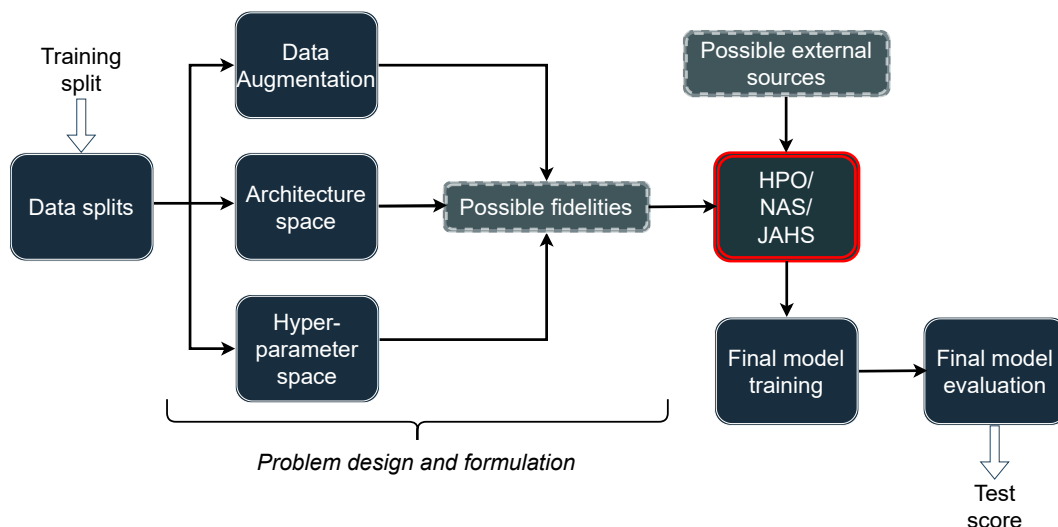 Training
split
Data splits
Data
Augmentation
Architecture
space
Hyper-
parameter
space
Possible fidelities
Problem design and formulation
Possible external
sources
HPO/
NAS/
JAHS
Final model
training
Final model
evaluation
Test
score